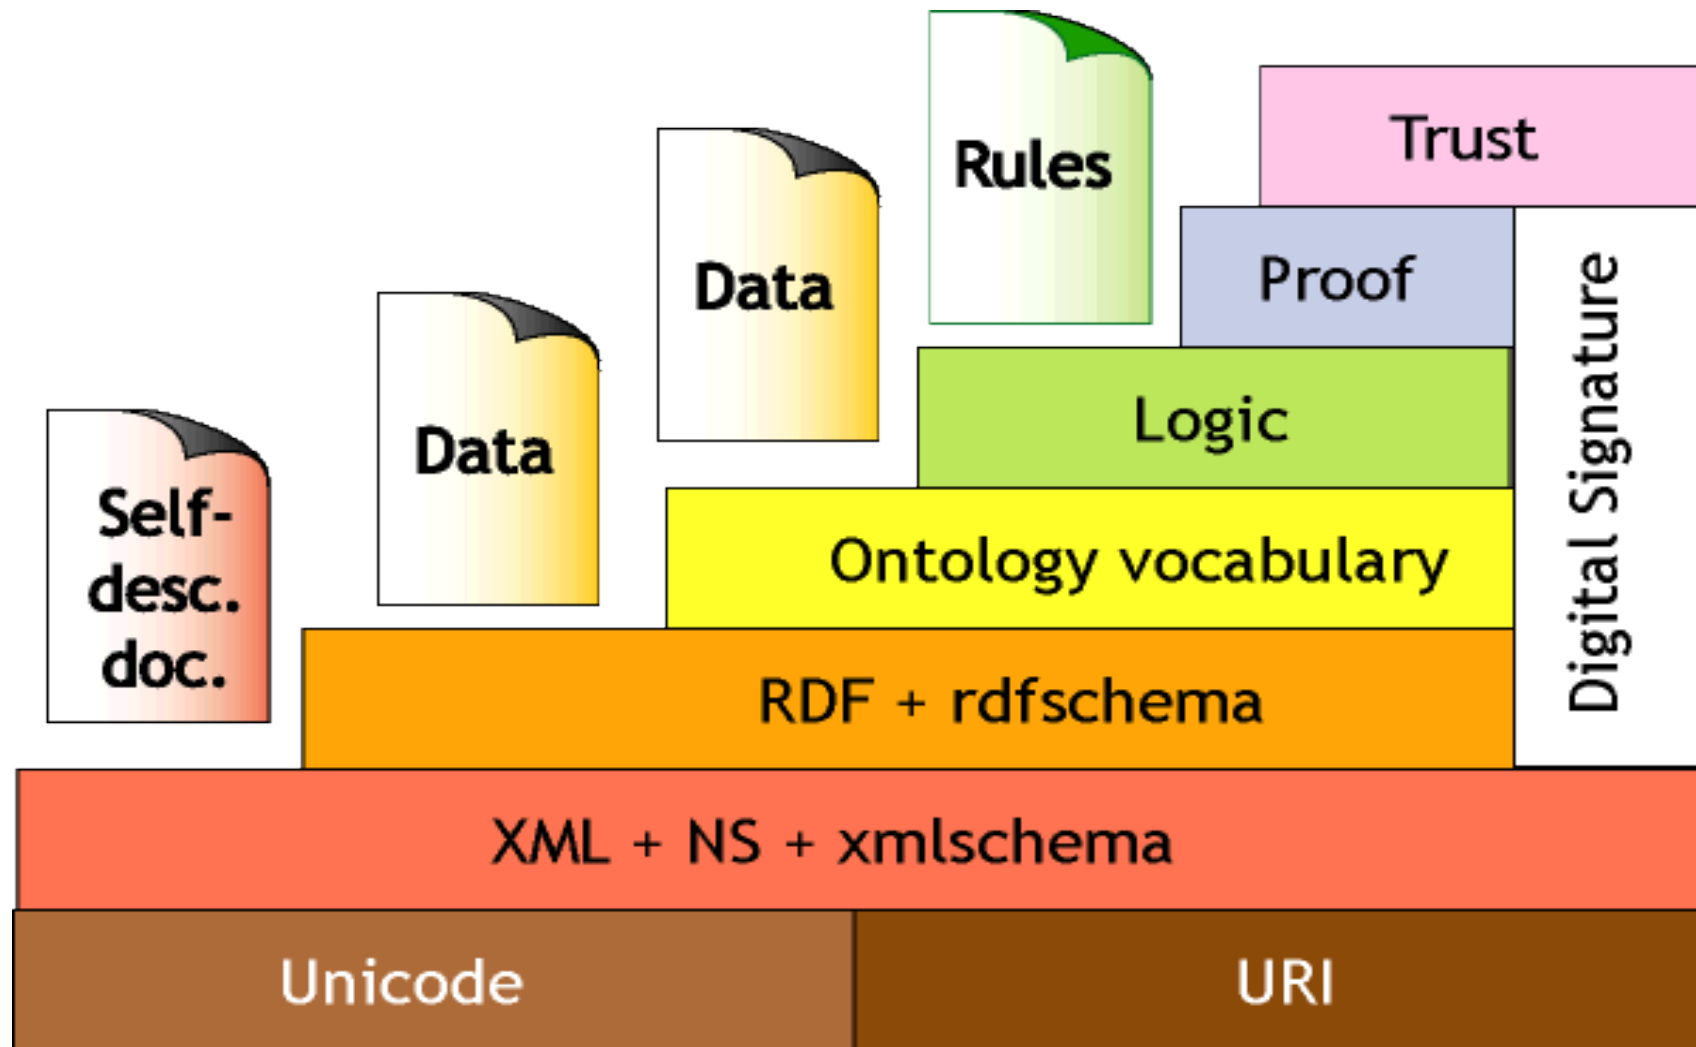 Rules
Trust
Data
Proof
Data
Logic
Self-
desc.
doc.
Ontology vocabulary
Digital Signature
RDF + rdfschema
XML + NS + xmlschema
Unicode
URI